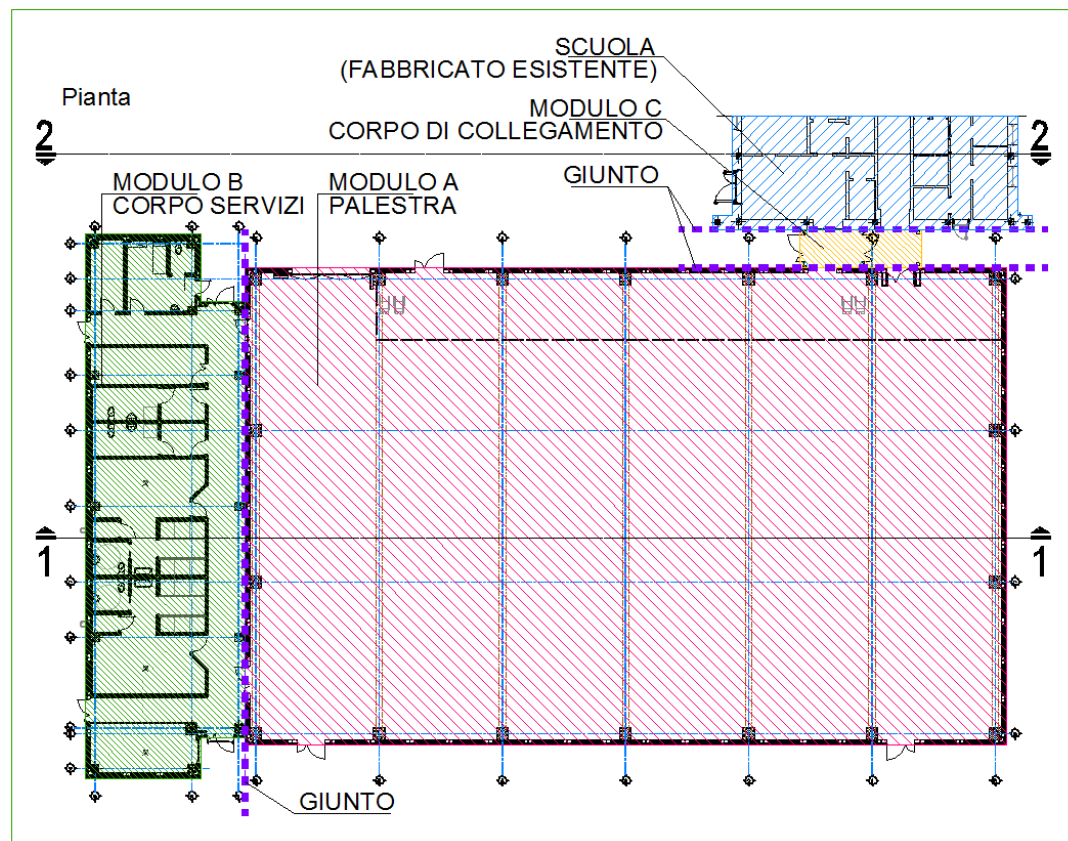 SCUOLA
(FABBRICATO ESISTENTE)
Pianta
MODULO C
CORPO DI COLLEGAMENTO
2
2
GIUNTO
MODULO B
CORPO SERVIZI
MODULO A
PALESTRA
1
1
GIUNTO